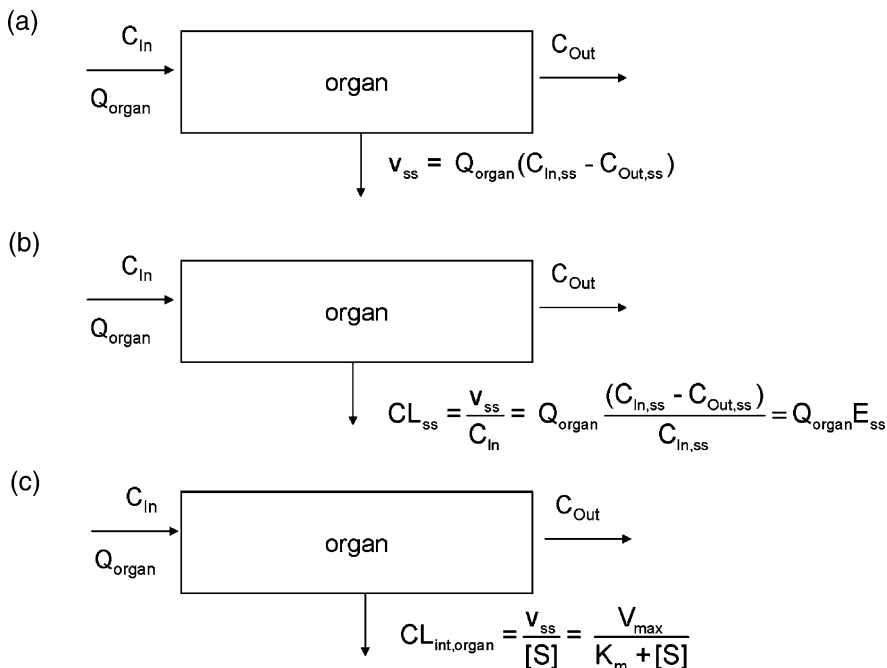 (a)
C_In
Q_organ
organ
C_Out
v_ss = Q_organ(C_In,ss - C_Out,ss)
(b)
C_In
Q_organ
organ
C_Out
CL_ss = v_ss / C_In = Q_organ (C_In,ss - C_Out,ss) / C_In,ss = Q_organ E_ss
(c)
C_In
Q_organ
organ
C_Out
CL_int,organ = v_ss / [S] = V_max / K_m + [S]